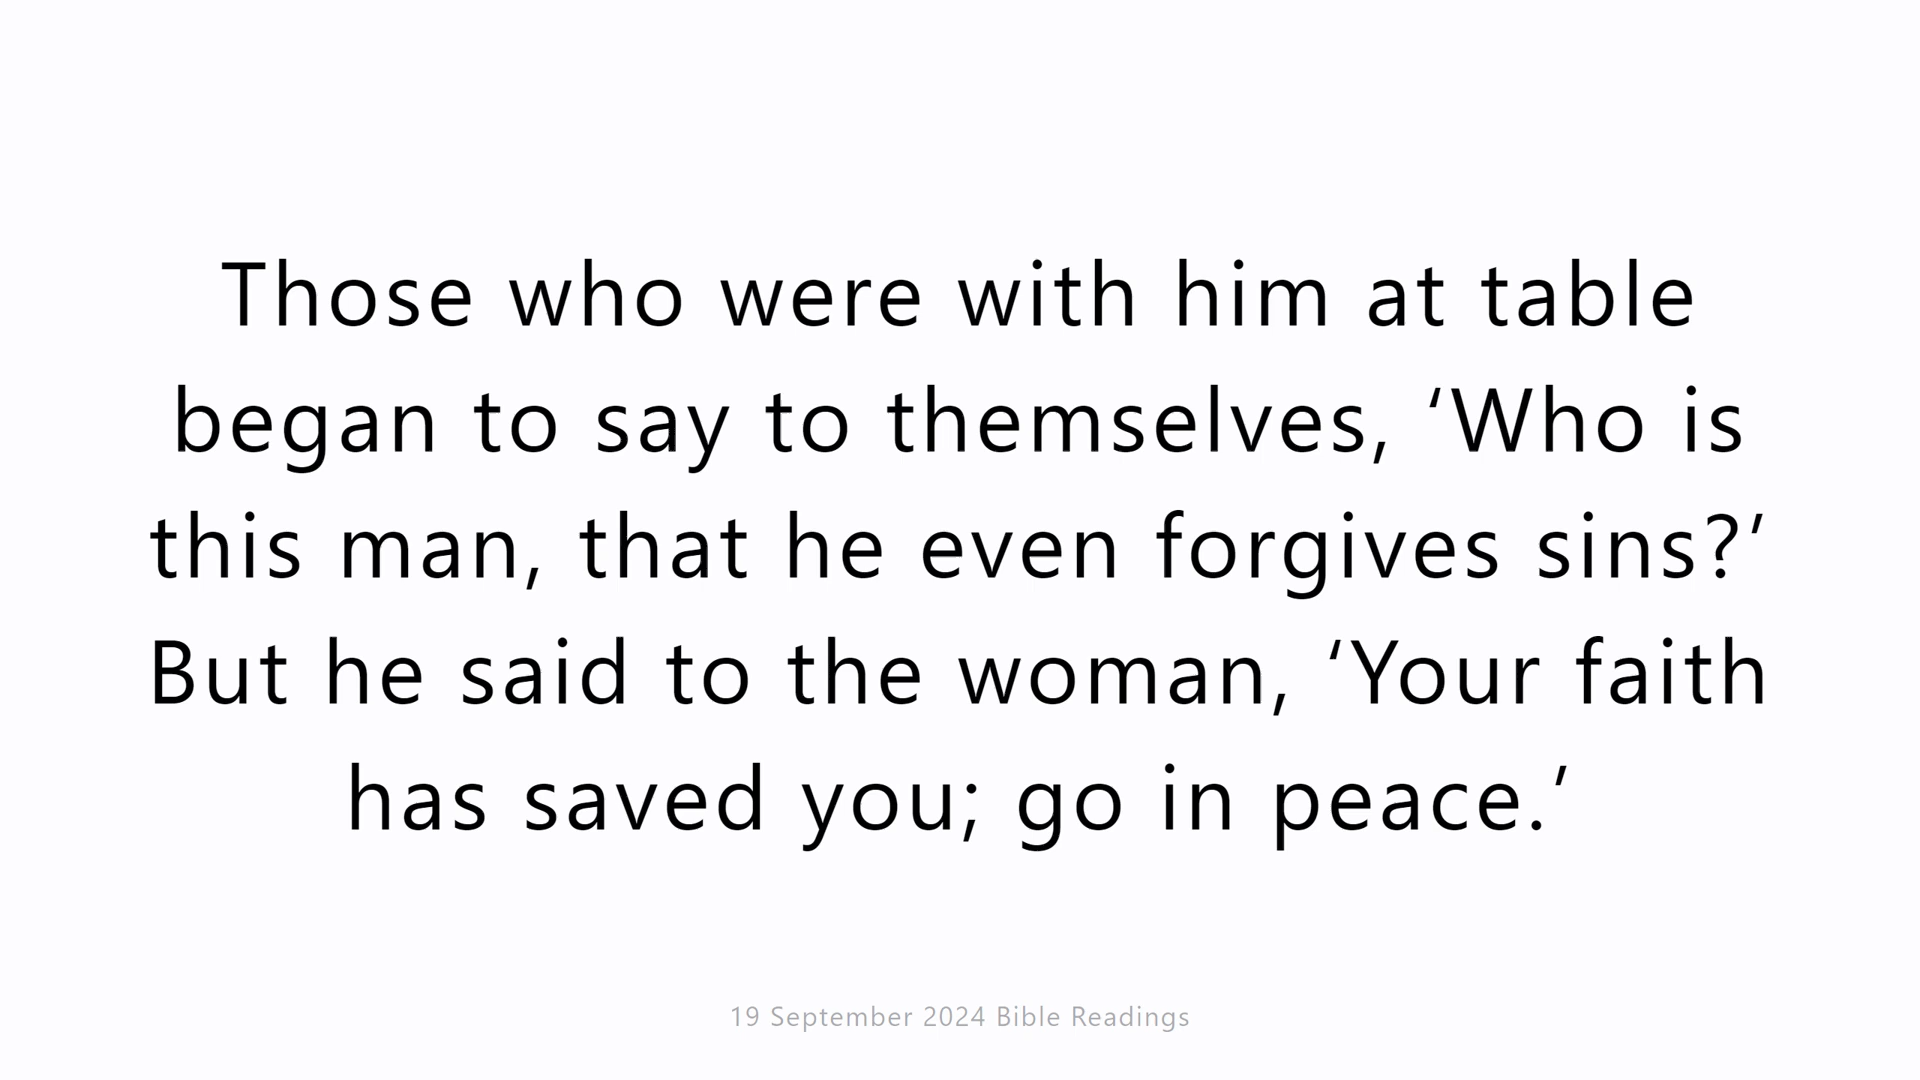 Those who were with him at table
began to say to themselves, ‘Who is
this man, that he even forgives sins?’
But he said to the woman, ‘Your faith
has saved you; go in peace.’
19 September 2024 Bible Readings